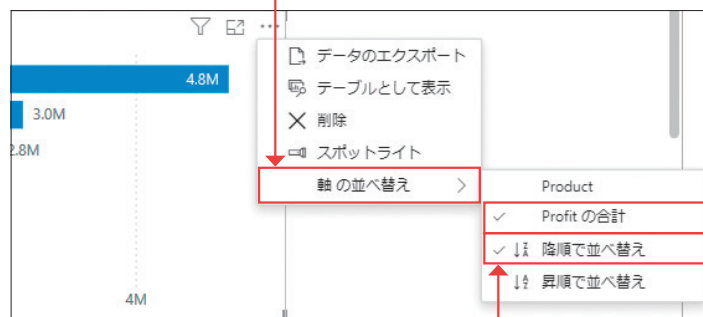 4.8M
3.0M
2.8M
4M
データのエクスポート
テーブルとして表示
削除
スポットライト
軸 の並べ替え
Product
Profit の合計
降順で並べ替え
昇順で並べ替え